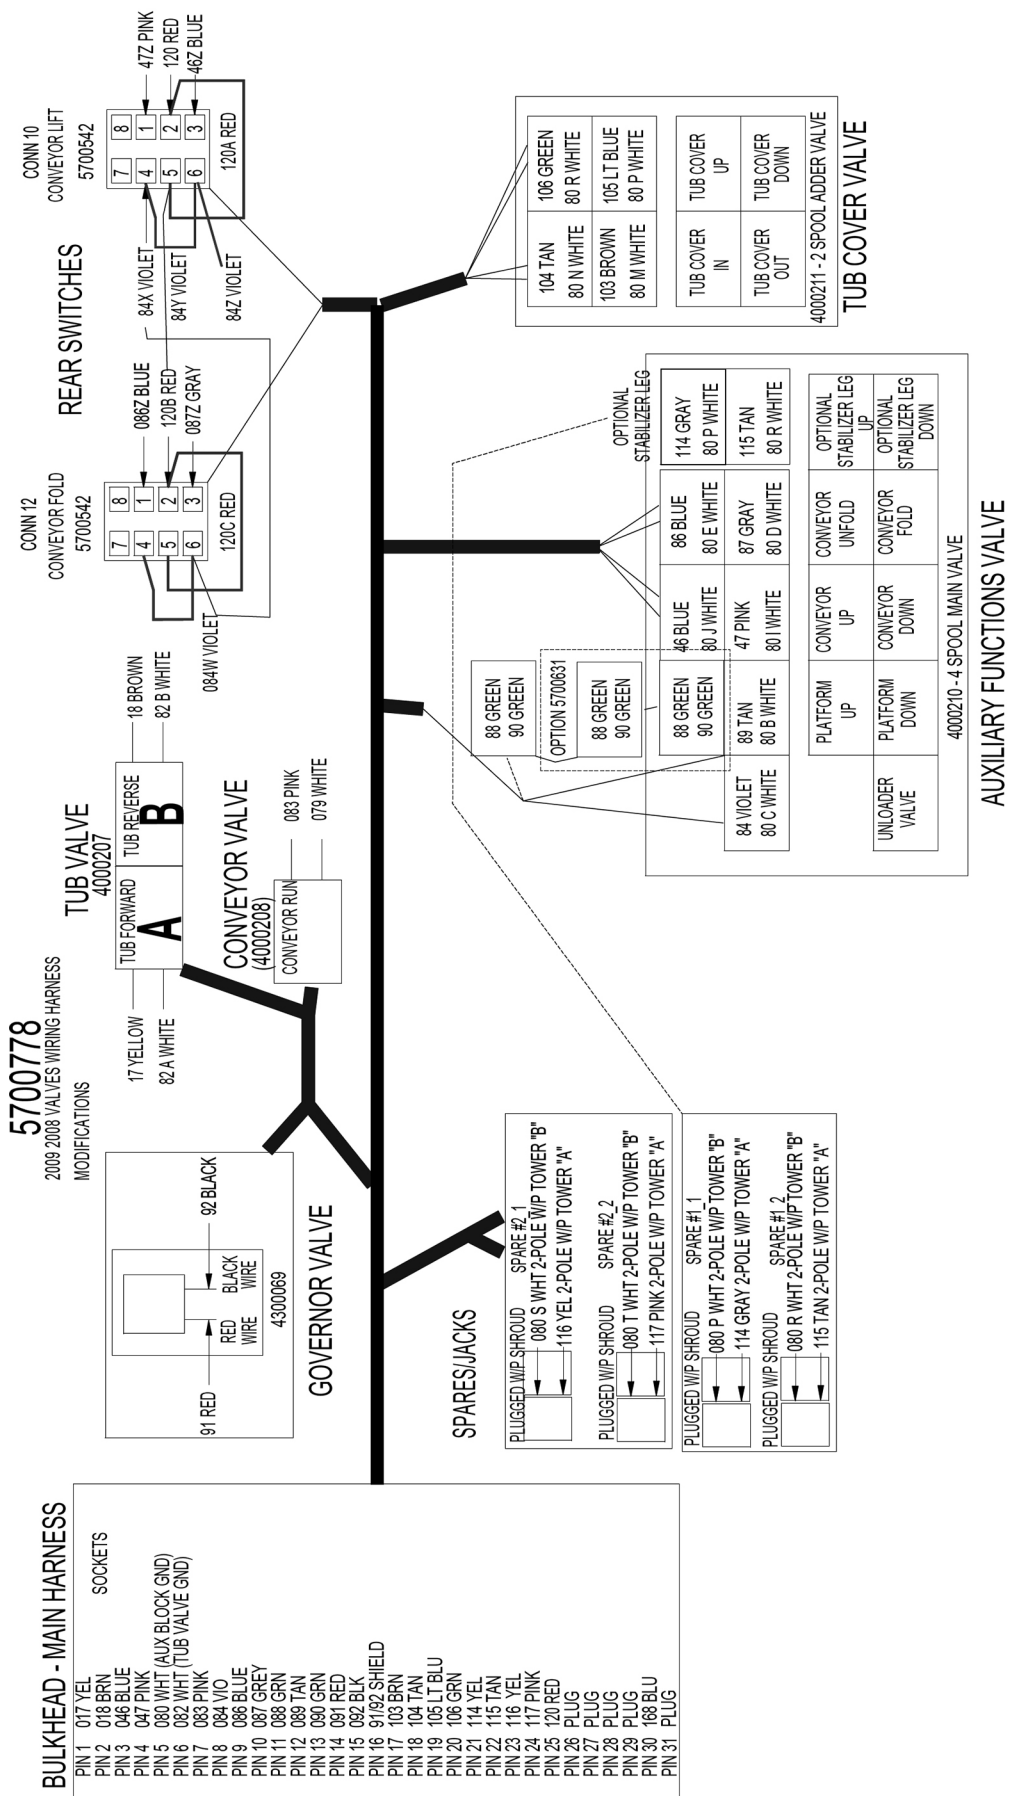 5700778
2009 2008 VALVES WIRING HARNESS
MODIFICATIONS
BULKHEAD - MAIN HARNESS
SOCKETS
PIN 1 017 YEL
PIN 2 018 BRN
PIN 3 046 BLUE
PIN 4 047 PINK
PIN 5 080 WHT (AUX BLOCK GND)
PIN 6 082 WHT (TUB VALVE GND)
PIN 7 083 PINK
PIN 8 084 VIO
PIN 9 086 BLUE
PIN 10 087 GREY
PIN 11 088 GRN
PIN 12 089 TAN
PIN 13 090 GRN
PIN 14 091 RED
PIN 15 092 BLK
PIN 16 91/92 SHIELD
PIN 17 103 BRN
PIN 18 104 TAN
PIN 19 105 LT BLU
PIN 20 106 GRN
PIN 21 114 YEL
PIN 22 115 TAN
PIN 23 116 YEL
PIN 24 117 PINK
PIN 25 120 RED
PIN 26 PLUG
PIN 27 PLUG
PIN 28 PLUG
PIN 29 PLUG
PIN 30 168 BLU
PIN 31 PLUG
91 RED
92 BLACK
RED
WIRE
BLACK
WIRE
4300069
GOVERNOR VALVE
TUB VALVE
4000207
17 YELLOW
82 A WHITE
TUB FORWARD
A
TUB REVERSE
B
18 BROWN
82 B WHITE
CONVEYOR VALVE
(4000208)
CONVEYOR RUN
083 PINK
079 WHITE
REAR SWITCHES
CONN 12
CONVEYOR FOLD
5700542
7 8
4 1
5 2
6 3
086Z BLUE
120B RED
087Z GRAY
120C RED
084W VIOLET
CONN 10
CONVEYOR LIFT
5700542
7 8
4 1
5 2
6 3
47Z PINK
120 RED
46Z BLUE
120A RED
84X VIOLET
84Y VIOLET
84Z VIOLET
SPARES/JACKS
PLUGGED W/P SHROUD SPARE #2_1
080 S WHT 2-POLE W/P TOWER "B"
116 YEL 2-POLE W/P TOWER "A"
PLUGGED W/P SHROUD SPARE #2_2
080 T WHT 2-POLE W/P TOWER "B"
117 PINK 2-POLE W/P TOWER "A"
PLUGGED W/P SHROUD SPARE #1_1
080 P WHT 2-POLE W/P TOWER "B"
114 GRAY 2-POLE W/P TOWER "A"
PLUGGED W/P SHROUD SPARE #1_2
080 R WHT 2-POLE W/P TOWER "B"
115 TAN 2-POLE W/P TOWER "A"
88 GREEN
90 GREEN
OPTION 5700631
88 GREEN
90 GREEN
88 GREEN
90 GREEN
46 BLUE
80 J WHITE
86 BLUE
80 E WHITE
OPTIONAL
STABILIZER LEG
114 GRAY
80 P WHITE
84 VIOLET
80 C WHITE
89 TAN
80 B WHITE
47 PINK
80 I WHITE
87 GRAY
80 D WHITE
115 TAN
80 R WHITE
PLATFORM
UP
CONVEYOR
UP
CONVEYOR
UNFOLD
OPTIONAL
STABILIZER LEG
UP
UNLOADER
VALVE
PLATFORM
DOWN
CONVEYOR
DOWN
CONVEYOR
FOLD
OPTIONAL
STABILIZER LEG
DOWN
4000210 - 4 SPOOL MAIN VALVE
AUXILIARY FUNCTIONS VALVE
104 TAN
80 N WHITE
106 GREEN
80 R WHITE
103 BROWN
80 M WHITE
105 LT BLUE
80 P WHITE
TUB COVER
IN
TUB COVER
UP
TUB COVER
OUT
TUB COVER
DOWN
4000211 - 2 SPOOL ADDER VALVE
TUB COVER VALVE